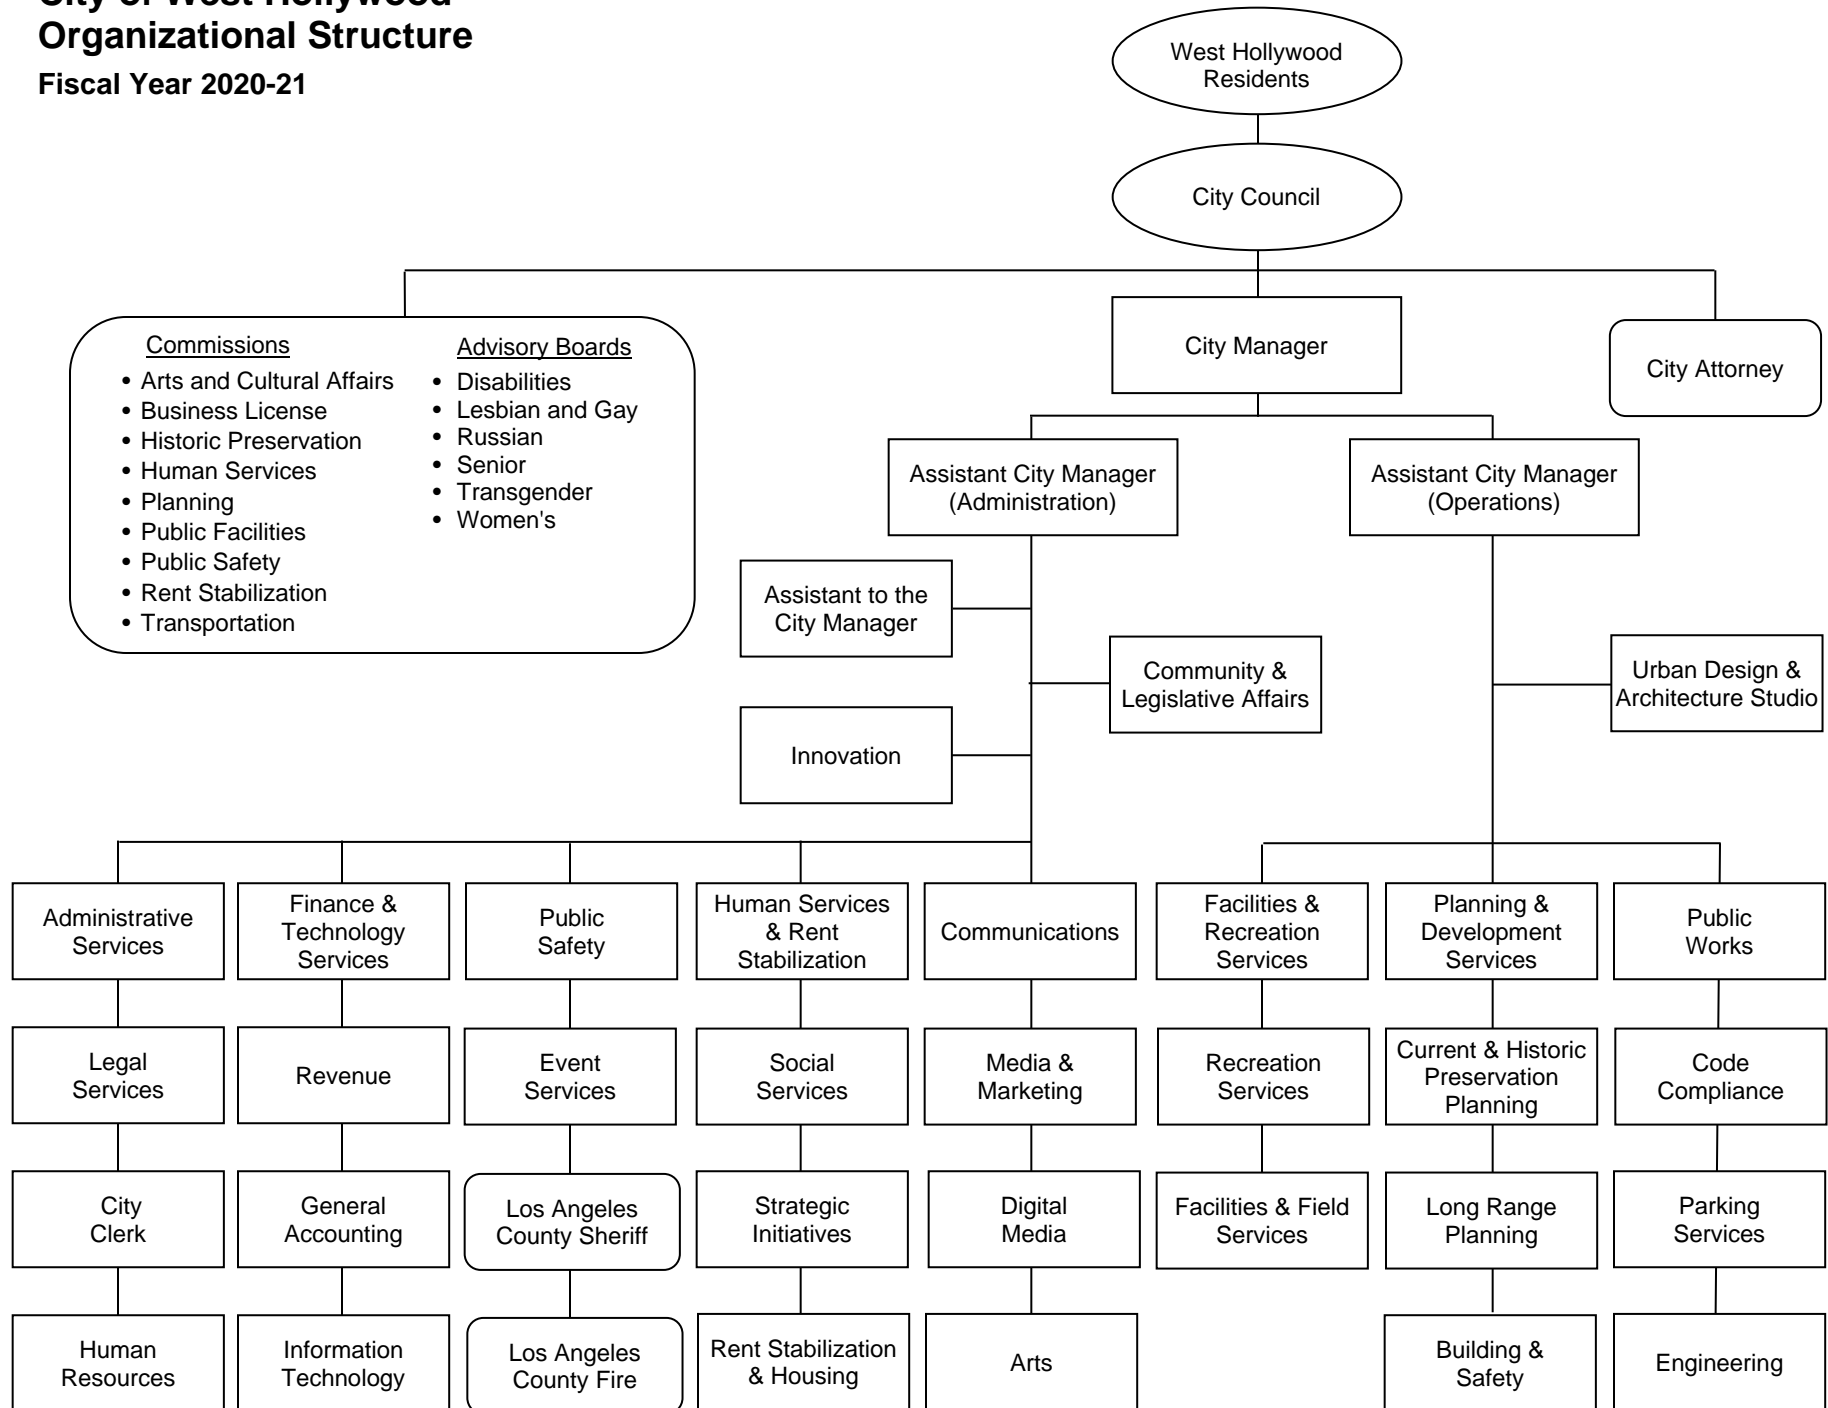 City of West Hollywood
Organizational Structure
Fiscal Year 2020-21
West Hollywood
Residents
City Council
Commissions
• Arts and Cultural Affairs
• Business License
• Historic Preservation
• Human Services
• Planning
• Public Facilities
• Public Safety
• Rent Stabilization
• Transportation
Advisory Boards
• Disabilities
• Lesbian and Gay
• Russian
• Senior
• Transgender
• Women's
City Manager
City Attorney
Assistant City Manager
(Administration)
Assistant City Manager
(Operations)
Assistant to the
City Manager
Community &
Legislative Affairs
Urban Design &
Architecture Studio
Innovation
Administrative
Services
Finance &
Technology
Services
Public
Safety
Human Services
& Rent
Stabilization
Communications
Facilities &
Recreation
Services
Planning &
Development
Services
Public
Works
Legal
Services
Revenue
Event
Services
Social
Services
Media &
Marketing
Recreation
Services
Current & Historic
Preservation
Planning
Code
Compliance
City
Clerk
General
Accounting
Los Angeles
County Sheriff
Strategic
Initiatives
Digital
Media
Facilities & Field
Services
Long Range
Planning
Parking
Services
Human
Resources
Information
Technology
Los Angeles
County Fire
Rent Stabilization
& Housing
Arts
Building &
Safety
Engineering